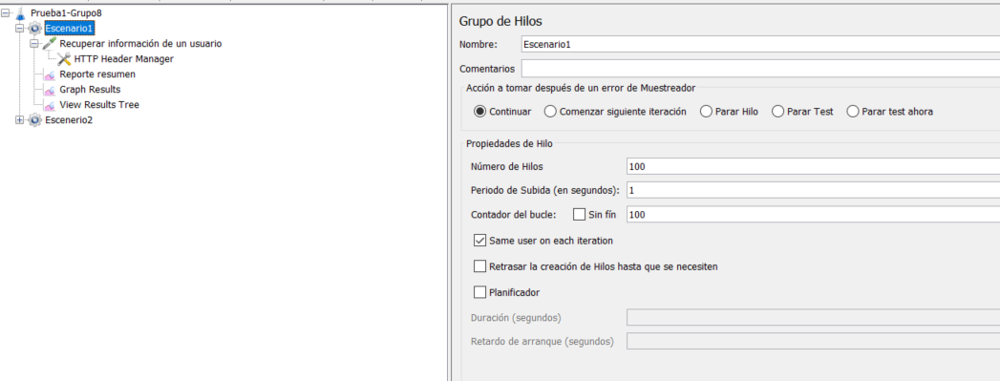 Prueba1-Grupo8
Escenario1
Recuperar información de un usuario
HTTP Header Manager
Reporte resumen
Graph Results
View Results Tree
Escenerio2
Grupo de Hilos
Nombre: Escenario1
Comentarios
Acción a tomar después de un error de Muestreador
Continuar Comenzar siguiente iteración Parar Hilo Parar Test Parar test ahora
Propiedades de Hilo
Número de Hilos 100
Periodo de Subida (en segundos): 1
Contador del bucle: Sin fín 100
Same user on each iteration
Retrasar la creación de Hilos hasta que se necesiten
Planificador
Duración (segundos)
Retardo de arranque (segundos)